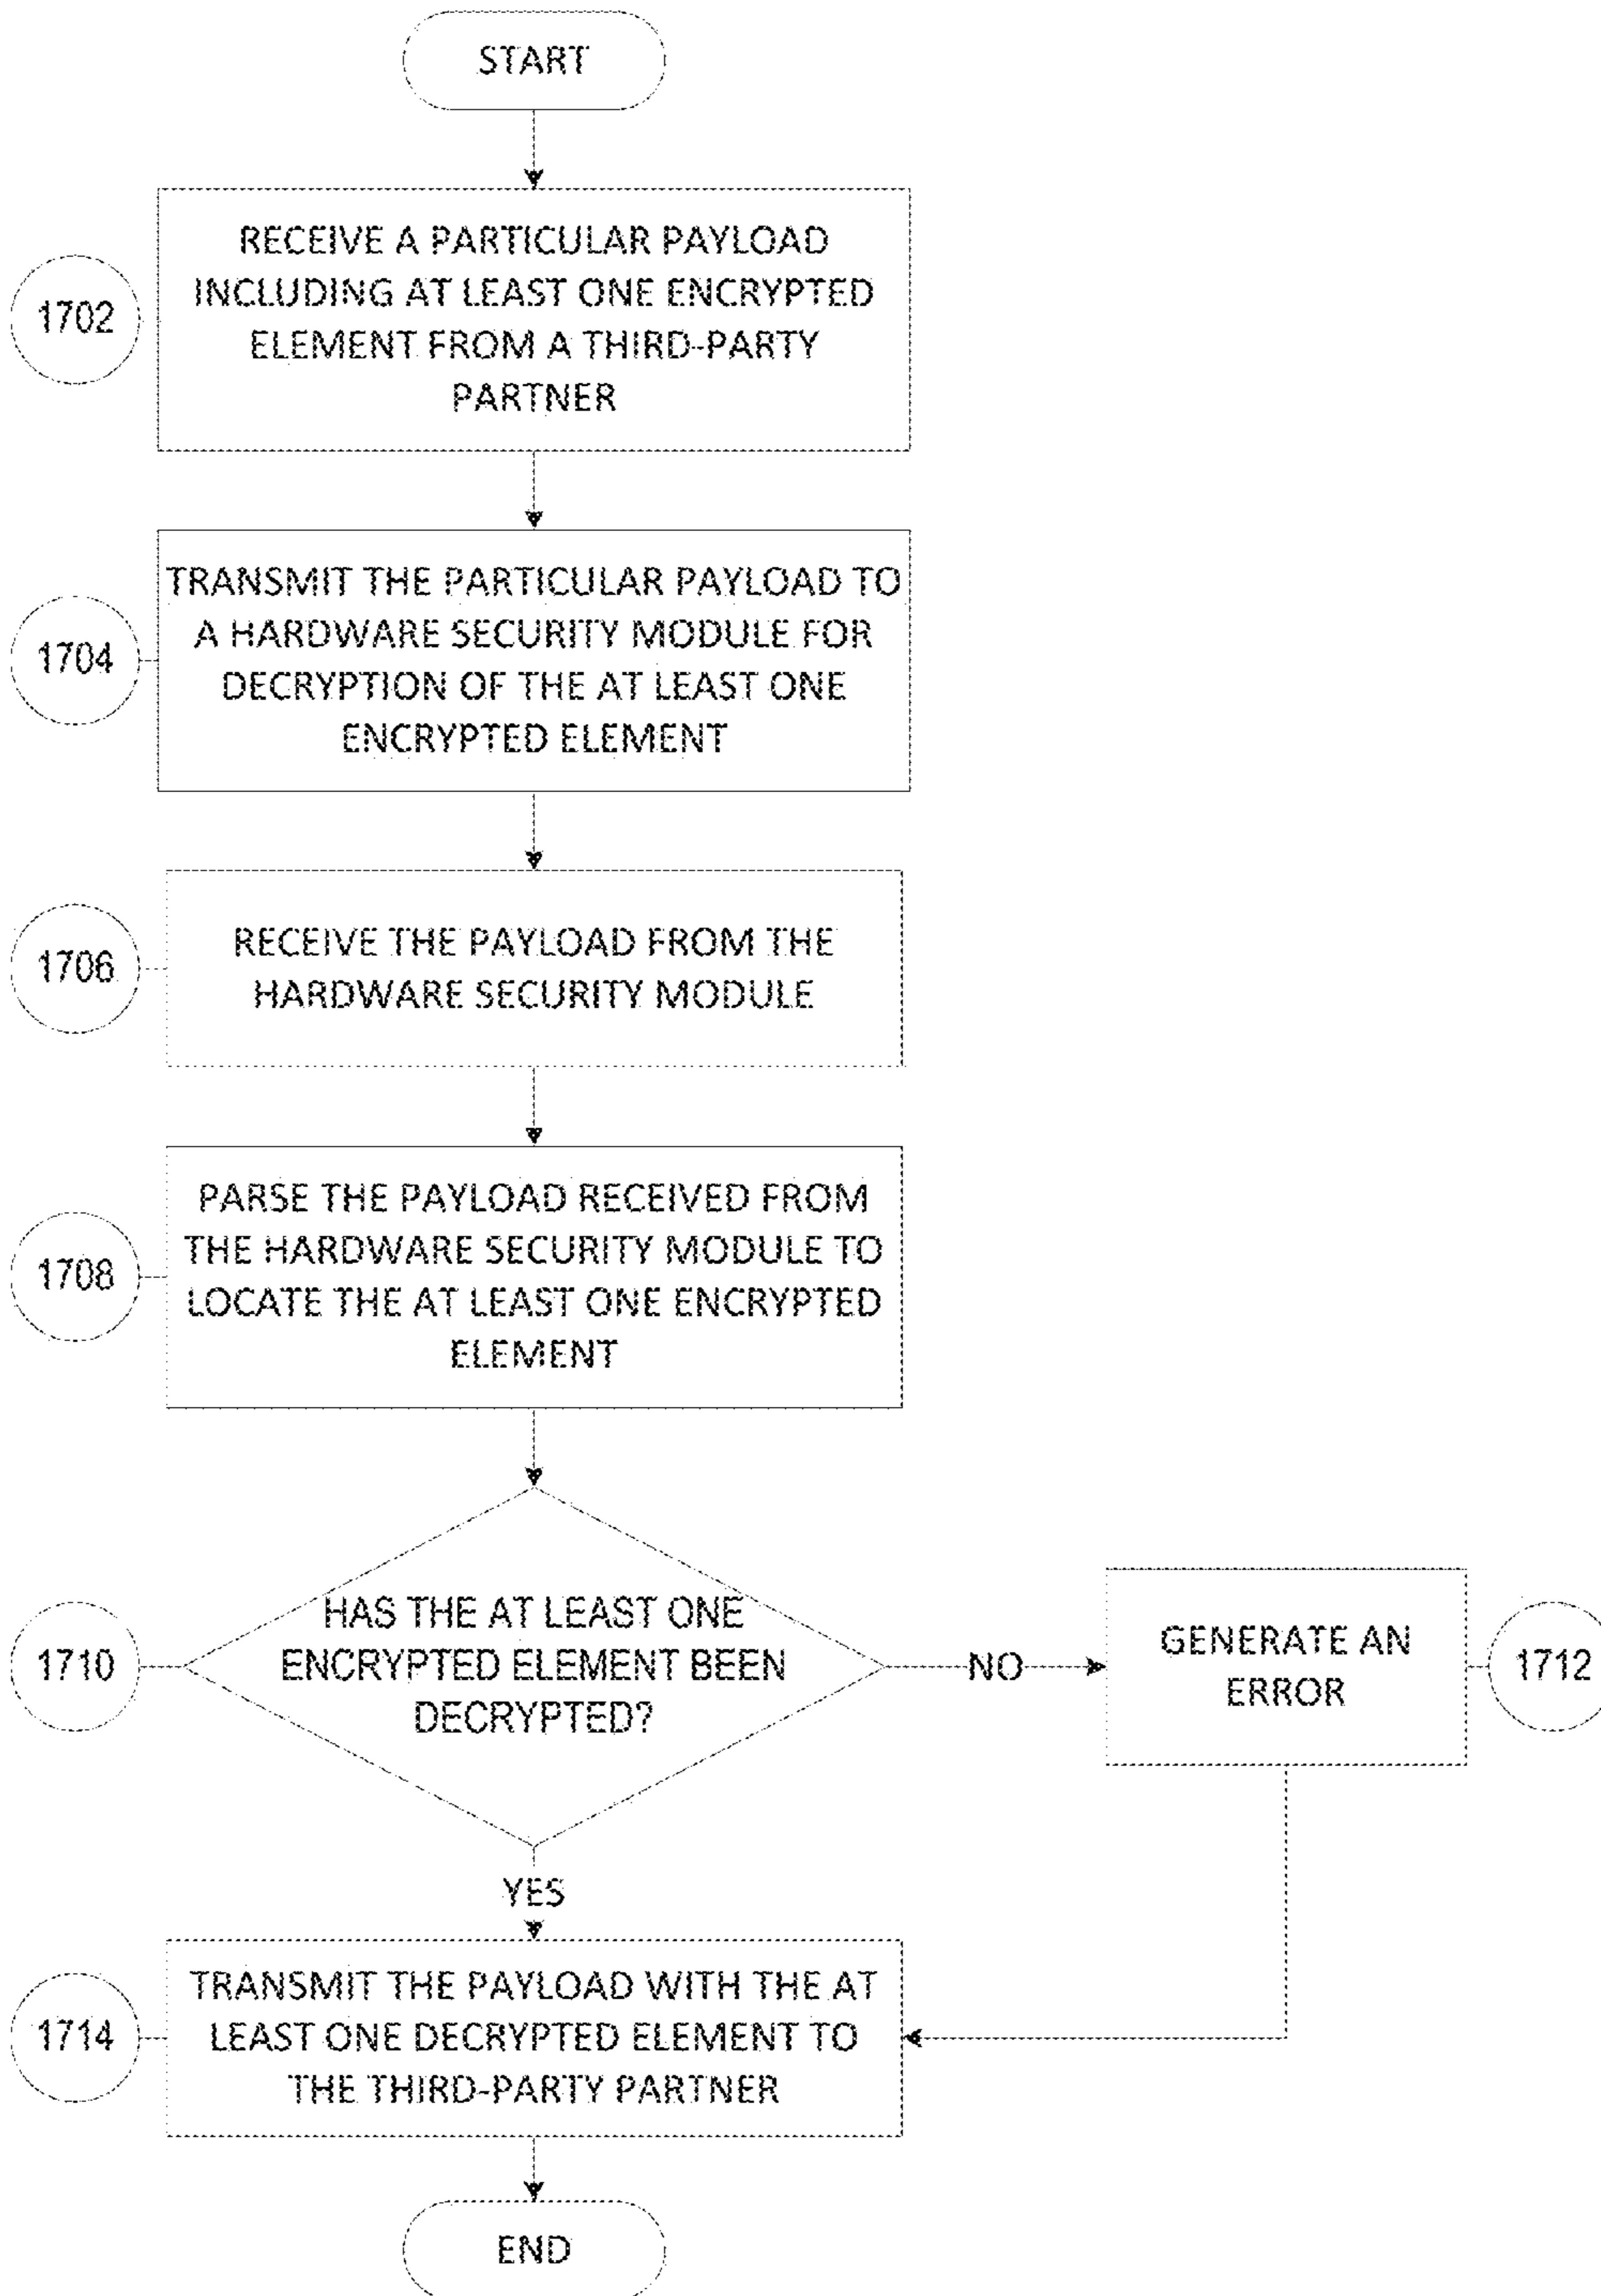 START
RECEIVE A PARTICULAR PAYLOAD
INCLUDING AT LEAST ONE ENCRYPTED
ELEMENT FROM A THIRD-PARTY
PARTNER
1702
TRANSMIT THE PARTICULAR PAYLOAD TO
A HARDWARE SECURITY MODULE FOR
DECRYPTION OF THE AT LEAST ONE
ENCRYPTED ELEMENT
1704
RECEIVE THE PAYLOAD FROM THE
HARDWARE SECURITY MODULE
1706
PARSE THE PAYLOAD RECEIVED FROM
THE HARDWARE SECURITY MODULE TO
LOCATE THE AT LEAST ONE ENCRYPTED
ELEMENT
1708
HAS THE AT LEAST ONE
ENCRYPTED ELEMENT BEEN
DECRYPTED?
1710
NO
GENERATE AN
ERROR
1712
YES
TRANSMIT THE PAYLOAD WITH THE AT
LEAST ONE DECRYPTED ELEMENT TO
THE THIRD-PARTY PARTNER
1714
END